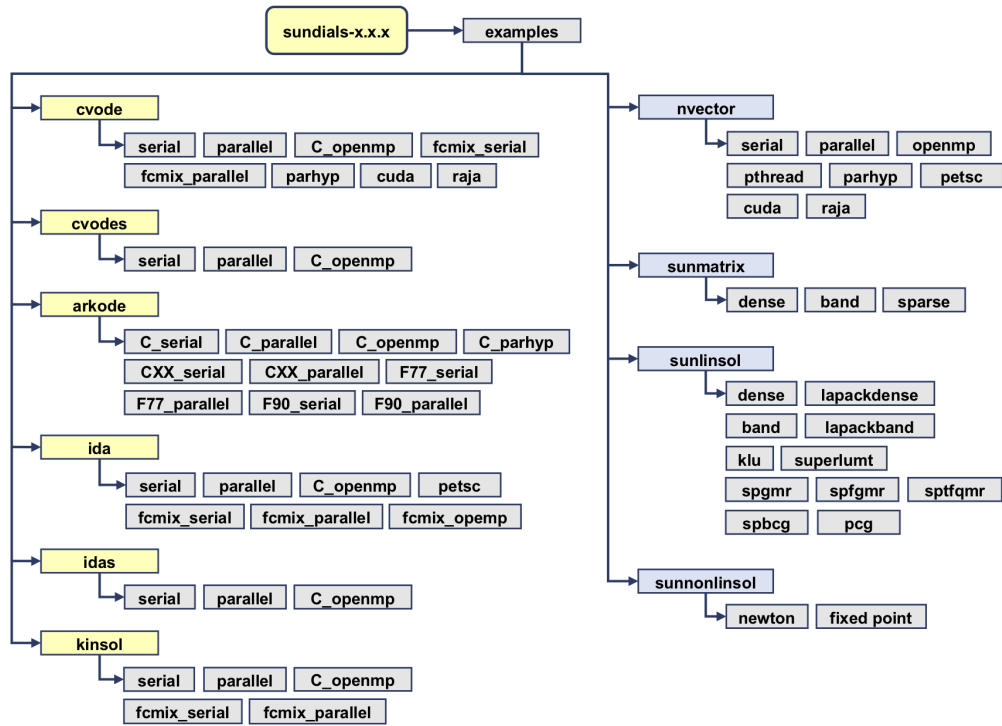 sundials-x.x.x examples
cvode
serial parallel C_openmp fcmix_serial
fcmix_parallel parhyp cuda raja
cvodes
serial parallel C_openmp
arkode
C_serial C_parallel C_openmp C_parhyp
CXX_serial CXX_parallel F77_serial
F77_parallel F90_serial F90_parallel
ida
serial parallel C_openmp petsc
fcmix_serial fcmix_parallel fcmix_opemp
idas
serial parallel C_openmp
kinsol
serial parallel C_openmp
fcmix_serial fcmix_parallel
nvector
serial parallel openmp
pthread parhyp petsc
cuda raja
sunmatrix
dense band sparse
sunlinsol
dense lapackdense
band lapackband
klu superlumt
spgmr spfgmr sptfqmr
spbcg pcg
sunnonlinsol
newton fixed point